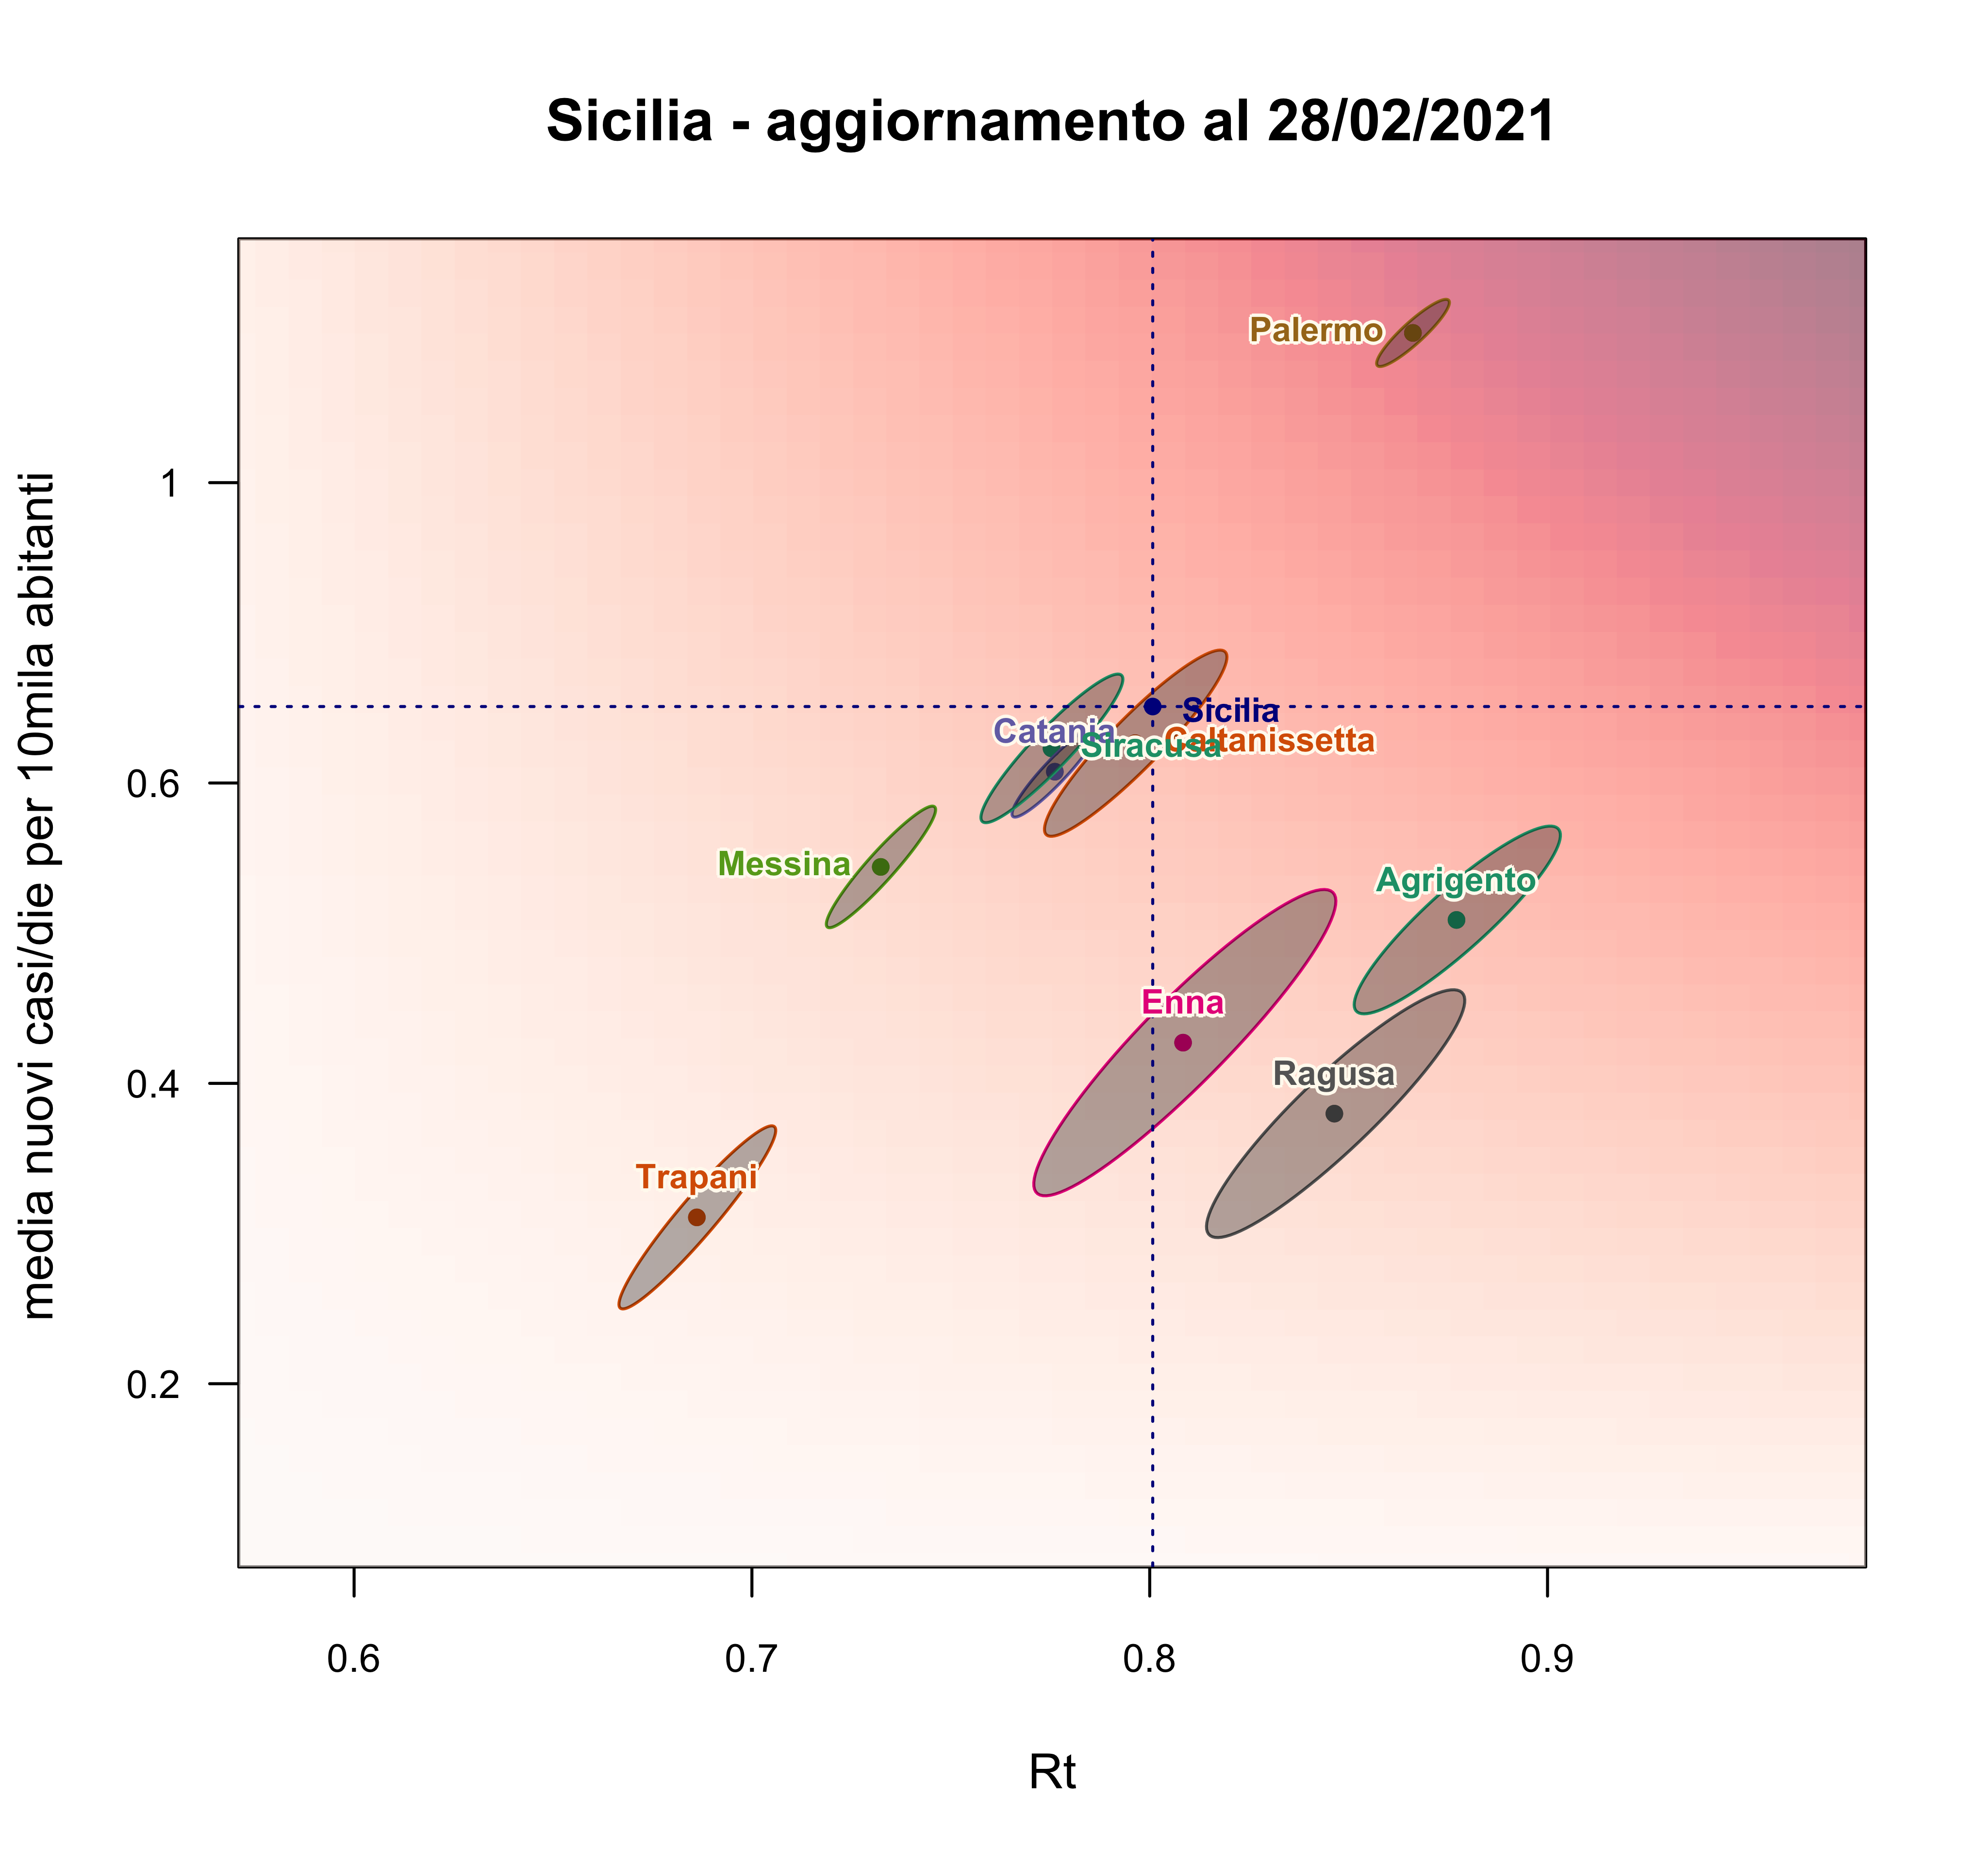 Sicilia - aggiornamento al 28/02/2021
media nuovi casi/die per 10mila abitanti
1
0.6
0.4
0.2
Palermo
Sicilia
Catania
Caltanissetta
Siracusa
Messina
Agrigento
Enna
Ragusa
Trapani
0.6 0.7 0.8 0.9
Rt